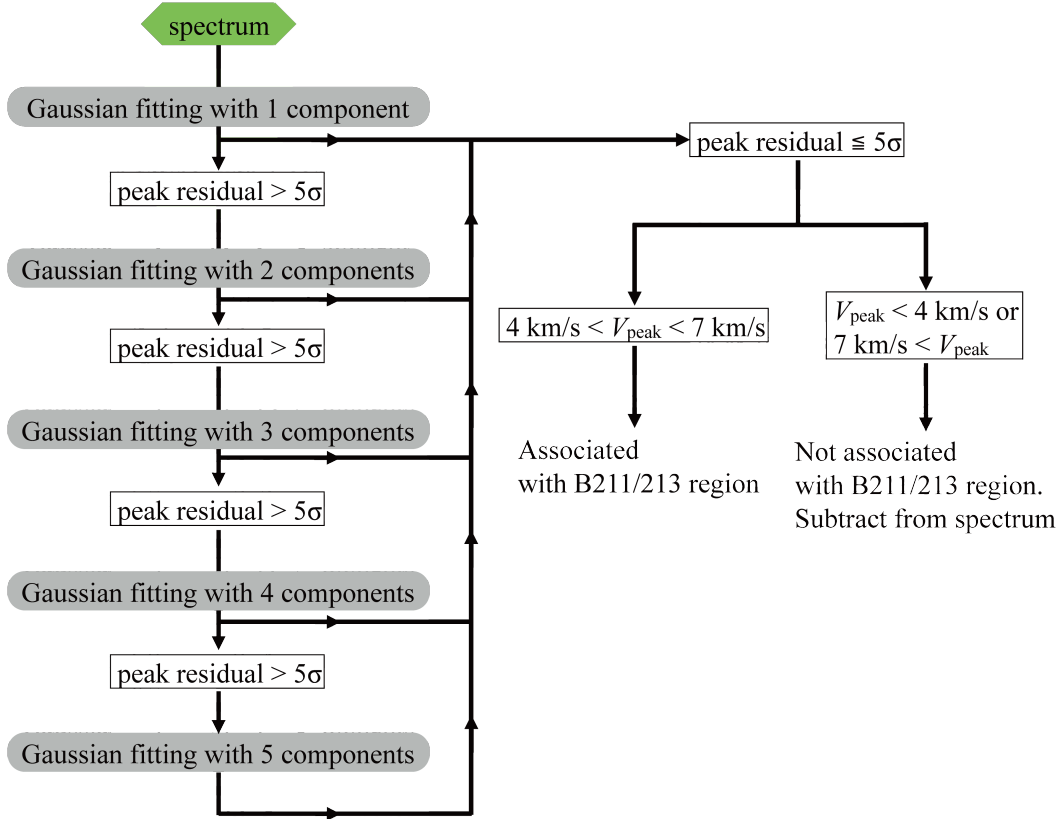 spectrum
Gaussian fitting with 1 component
peak residual > 5σ
Gaussian fitting with 2 components
peak residual > 5σ
Gaussian fitting with 3 components
peak residual > 5σ
Gaussian fitting with 4 components
peak residual > 5σ
Gaussian fitting with 5 components
peak residual ≦ 5σ
4 km/s < Vpeak < 7 km/s
Associated
with B211/213 region
Vpeak < 4 km/s or
7 km/s < Vpeak
Not associated
with B211/213 region.
Subtract from spectrum